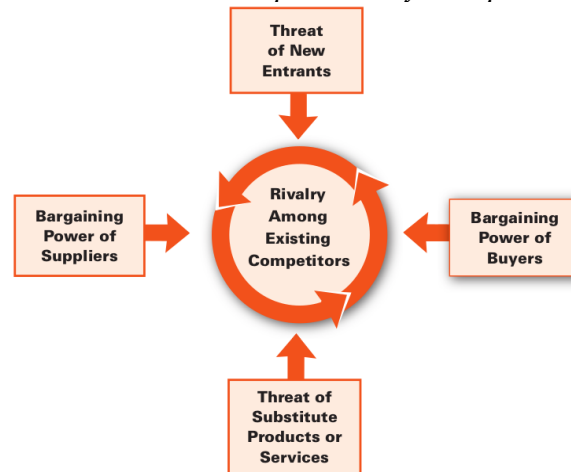 Threat
of New
Entrants
Rivalry
Among
Existing
Competitors
Bargaining
Power of
Suppliers
Bargaining
Power of
Buyers
Threat of
Substitute
Products or
Services